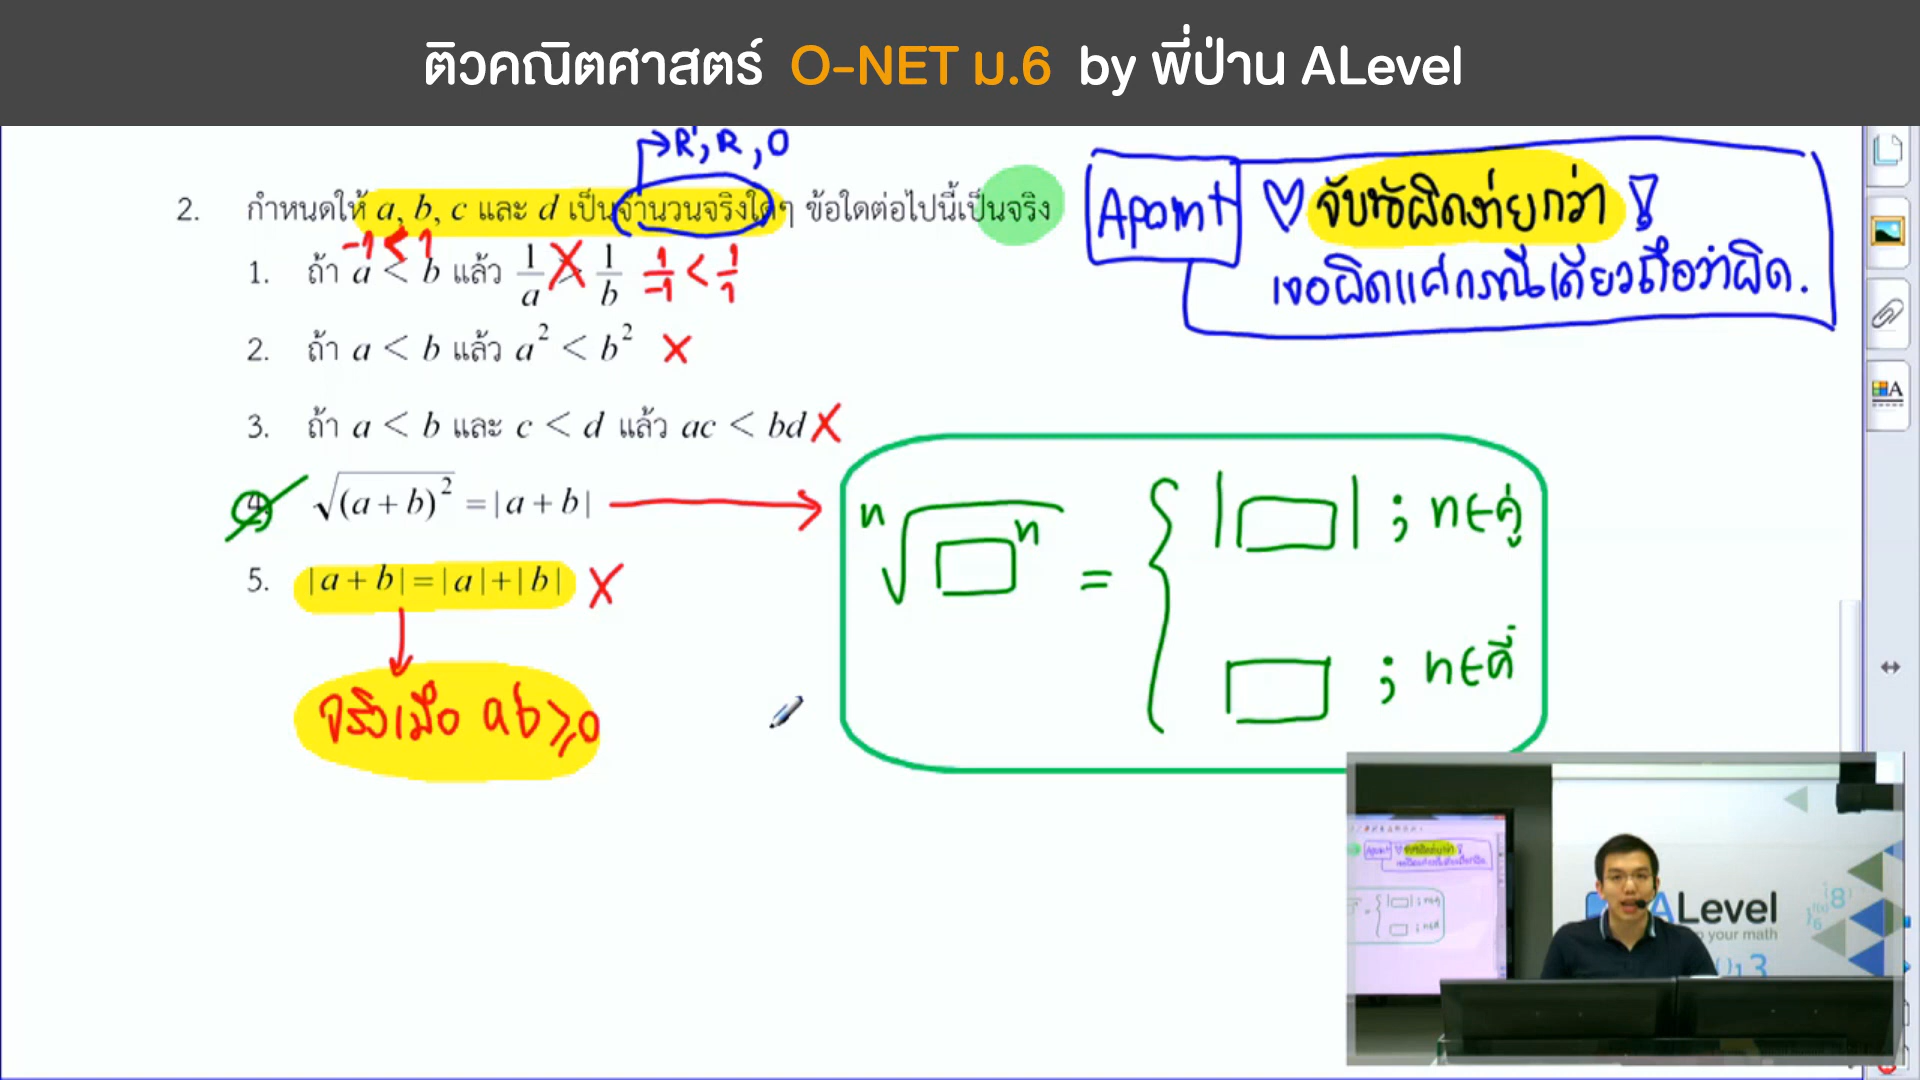 ติวคณิตศาสตร์ O-NET ม.6 by พี่ป่าน ALevel
2. กำหนดให้ a, b, c และ d เป็นจำนวนจริงใดๆ ข้อใดต่อไปนี้เป็นจริง
-1 < 1
1. ถ้า a < b แล้ว 1/a > 1/b 1/-1 < 1/1
2. ถ้า a < b แล้ว a² < b² ×
3. ถ้า a < b และ c < d แล้ว ac < bd ×
4. √(a + b)² = | a + b |
5. | a + b | = | a | + | b | ×
จริงเมื่อ ab ≥ 0
♡ จับข้อผิดง่ายกว่า !
เจอผิดแค่กรณีเดียวถือว่าผิด.
ⁿ√□ⁿ = { |□| ; n ∈ คู่
□ ; n ∈ คี่
ALevel
your math